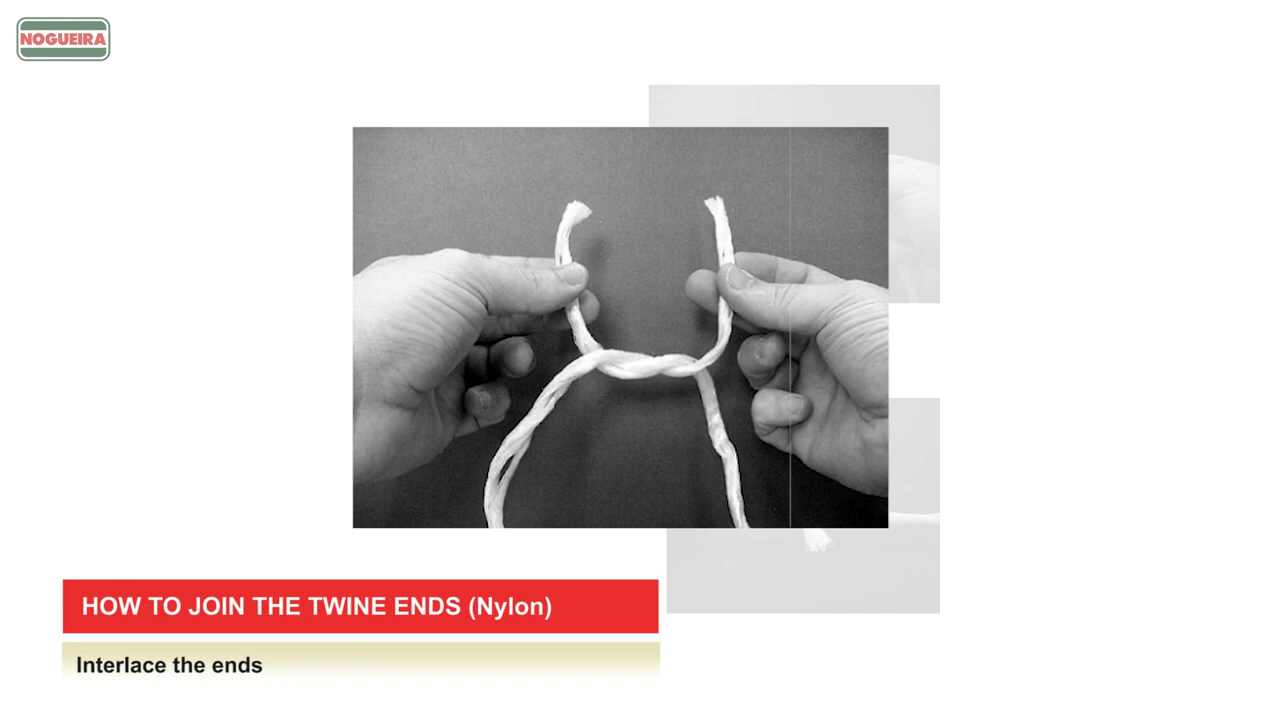 NOGUEIRA
HOW TO JOIN THE TWINE ENDS (Nylon)
Interlace the ends